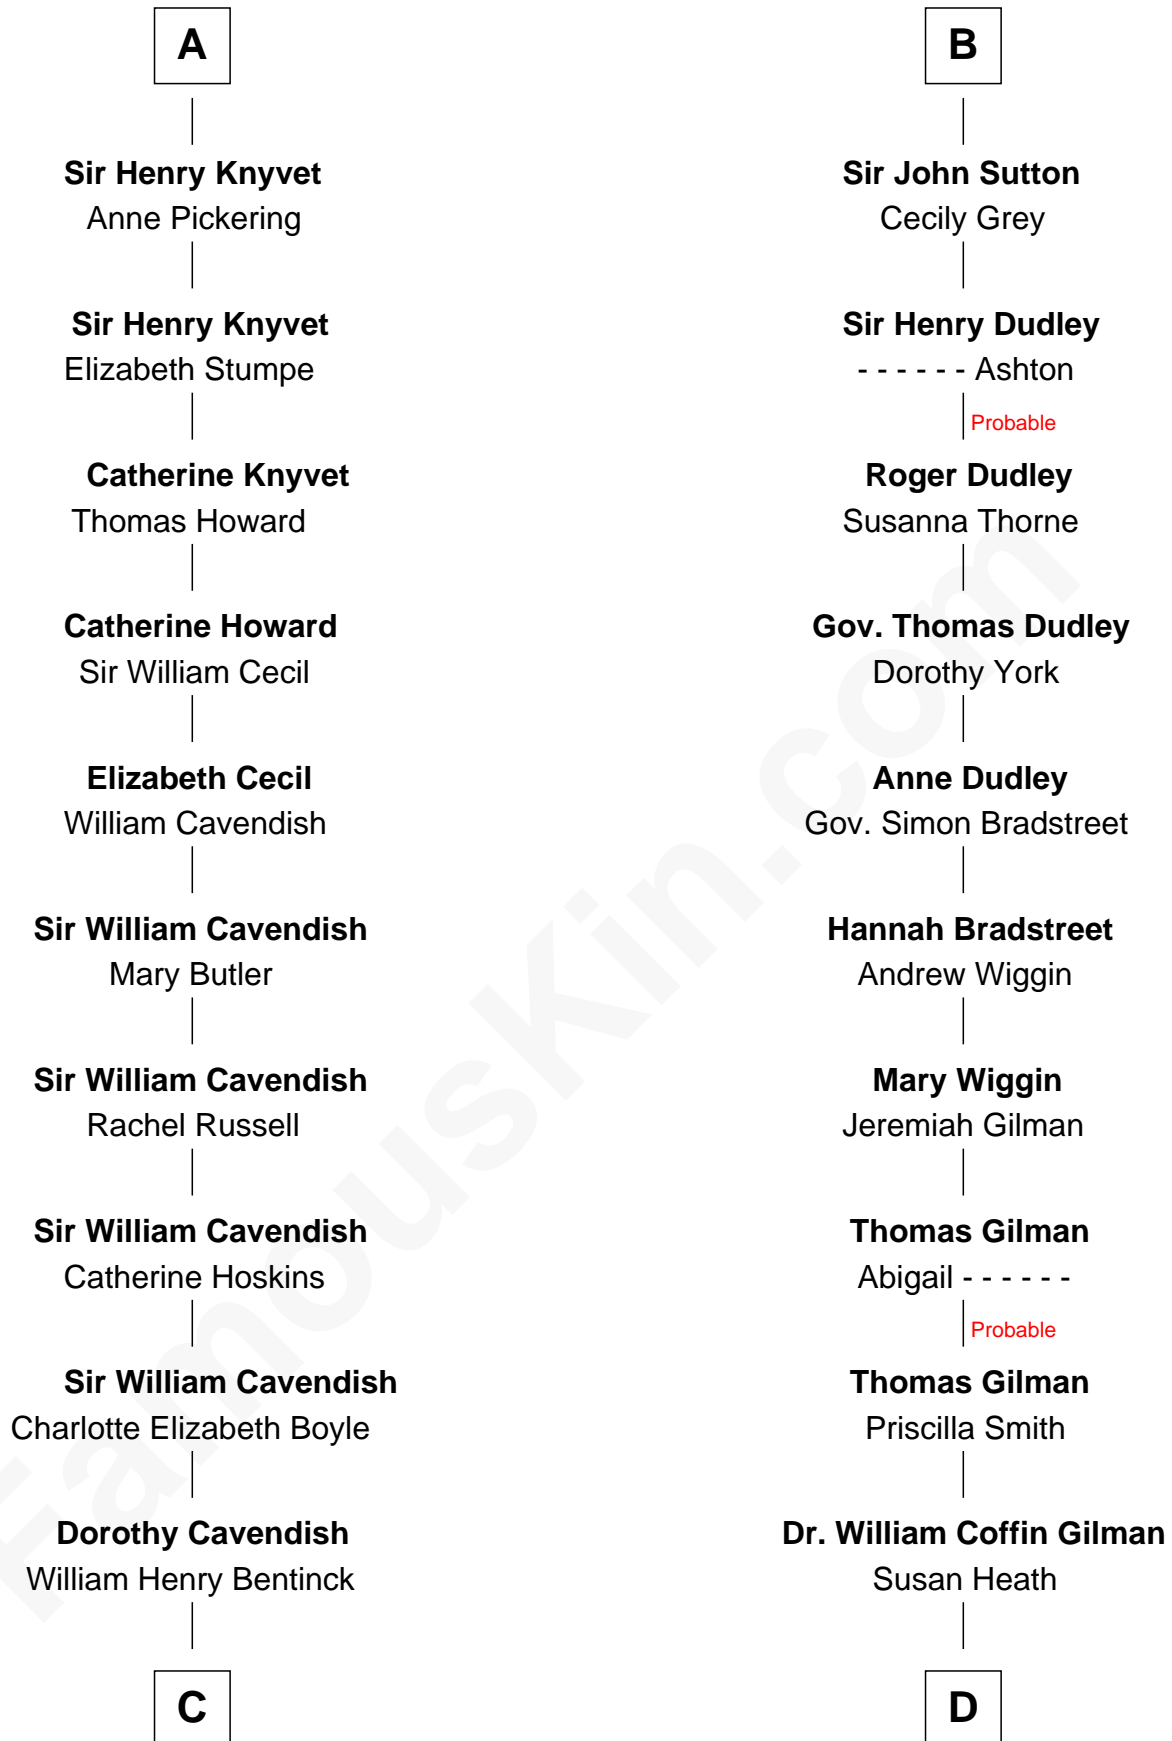 A
Sir Henry Knyvet
Anne Pickering
Sir Henry Knyvet
Elizabeth Stumpe
Catherine Knyvet
Thomas Howard
Catherine Howard
Sir William Cecil
Elizabeth Cecil
William Cavendish
Sir William Cavendish
Mary Butler
Sir William Cavendish
Rachel Russell
Sir William Cavendish
Catherine Hoskins
Sir William Cavendish
Charlotte Elizabeth Boyle
Dorothy Cavendish
William Henry Bentinck
C
B
Sir John Sutton
Cecily Grey
Sir Henry Dudley
- - - - - - Ashton
Probable
Roger Dudley
Susanna Thorne
Gov. Thomas Dudley
Dorothy York
Anne Dudley
Gov. Simon Bradstreet
Hannah Bradstreet
Andrew Wiggin
Mary Wiggin
Jeremiah Gilman
Thomas Gilman
Abigail - - - - - -
Probable
Thomas Gilman
Priscilla Smith
Dr. William Coffin Gilman
Susan Heath
D
FamousKin.com